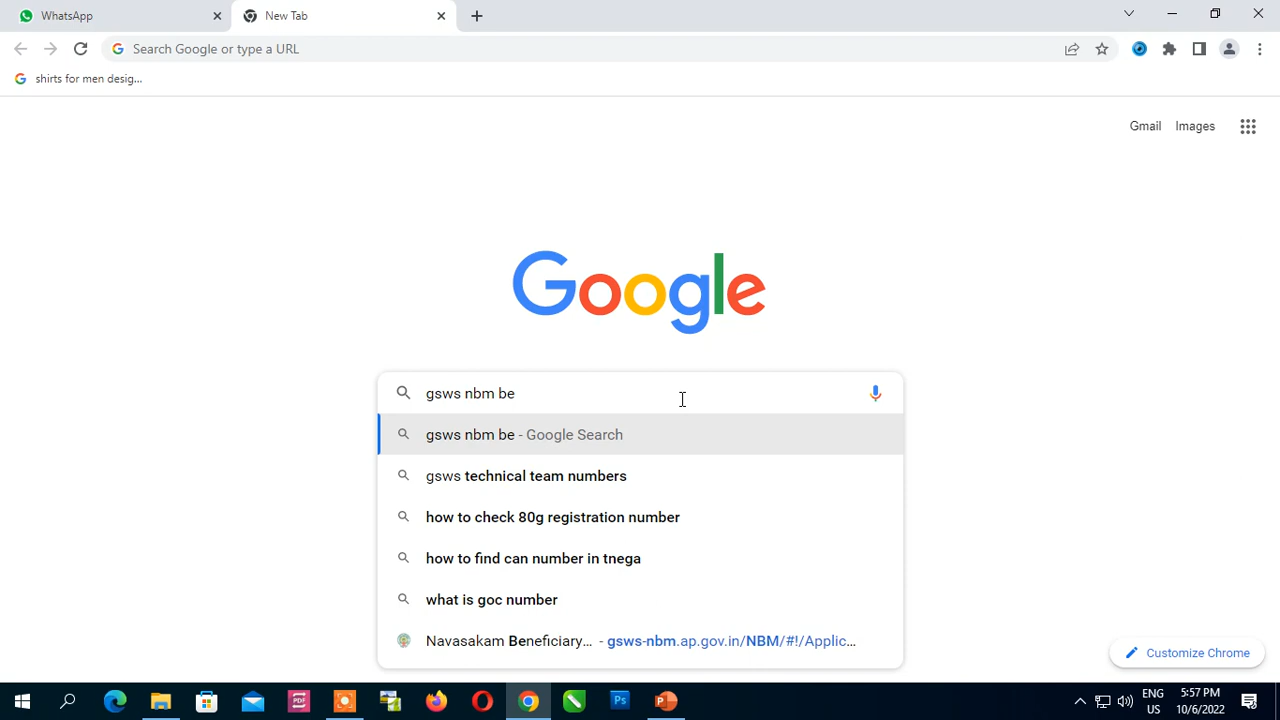 WhatsApp
New Tab
Search Google or type a URL
shirts for men desig...
Gmail Images
Google
gsws nbm be
gsws nbm be - Google Search
gsws technical team numbers
how to check 80g registration number
how to find can number in tnega
what is goc number
Navasakam Beneficiary... - gsws-nbm.ap.gov.in/NBM/#!/Applic...
Customize Chrome
PDF
Ps
P
ENG
US
5:57 PM
10/6/2022